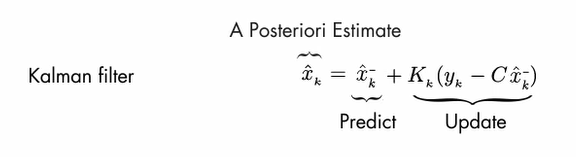 A Posteriori Estimate
Kalman filter x̂ₖ = x̂ₖ⁻ + Kₖ(yₖ − Cx̂ₖ⁻)
Predict Update